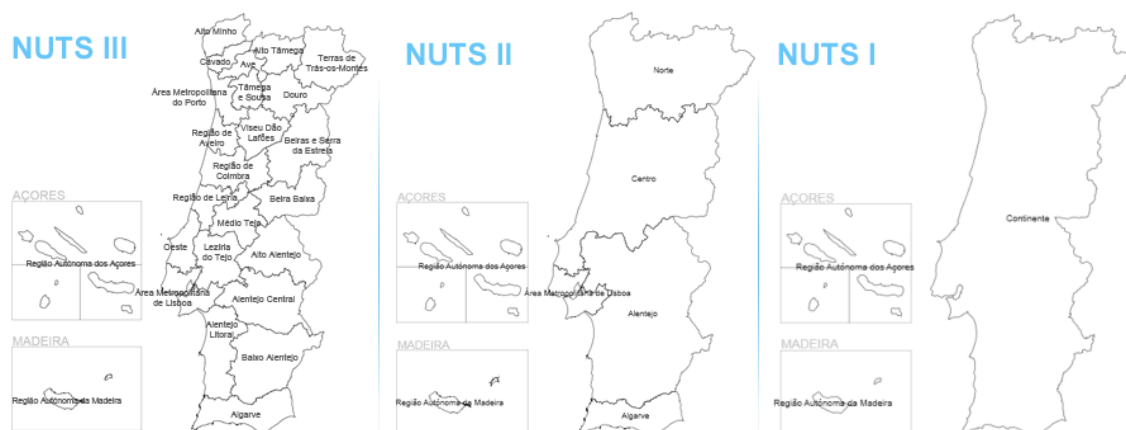 NUTS III
Alto Minho
Alto Tâmega
Terras de
Trás-os-Montes
Cavado
Ave
Área Metropolitana
do Porto
Tâmega
e Sousa
Douro
Região de
Aveiro
Viseu Dão
Lafões
Beiras e Serra
da Estrela
Região de
Coimbra
Região de Leiria
Beira Baixa
Médio Tejo
Oeste
Lezíria
do Tejo
Alto Alentejo
Área Metropolitana
de Lisboa
Alentejo Central
Alentejo
Litoral
Baixo Alentejo
Algarve
AÇORES
Região Autónoma dos Açores
MADEIRA
Região Autónoma da Madeira
NUTS II
Norte
Centro
Área Metropolitana de Lisboa
Alentejo
Algarve
AÇORES
Região Autónoma dos Açores
MADEIRA
Região Autónoma da Madeira
NUTS I
Continente
AÇORES
Região Autónoma dos Açores
MADEIRA
Região Autónoma da Madeira